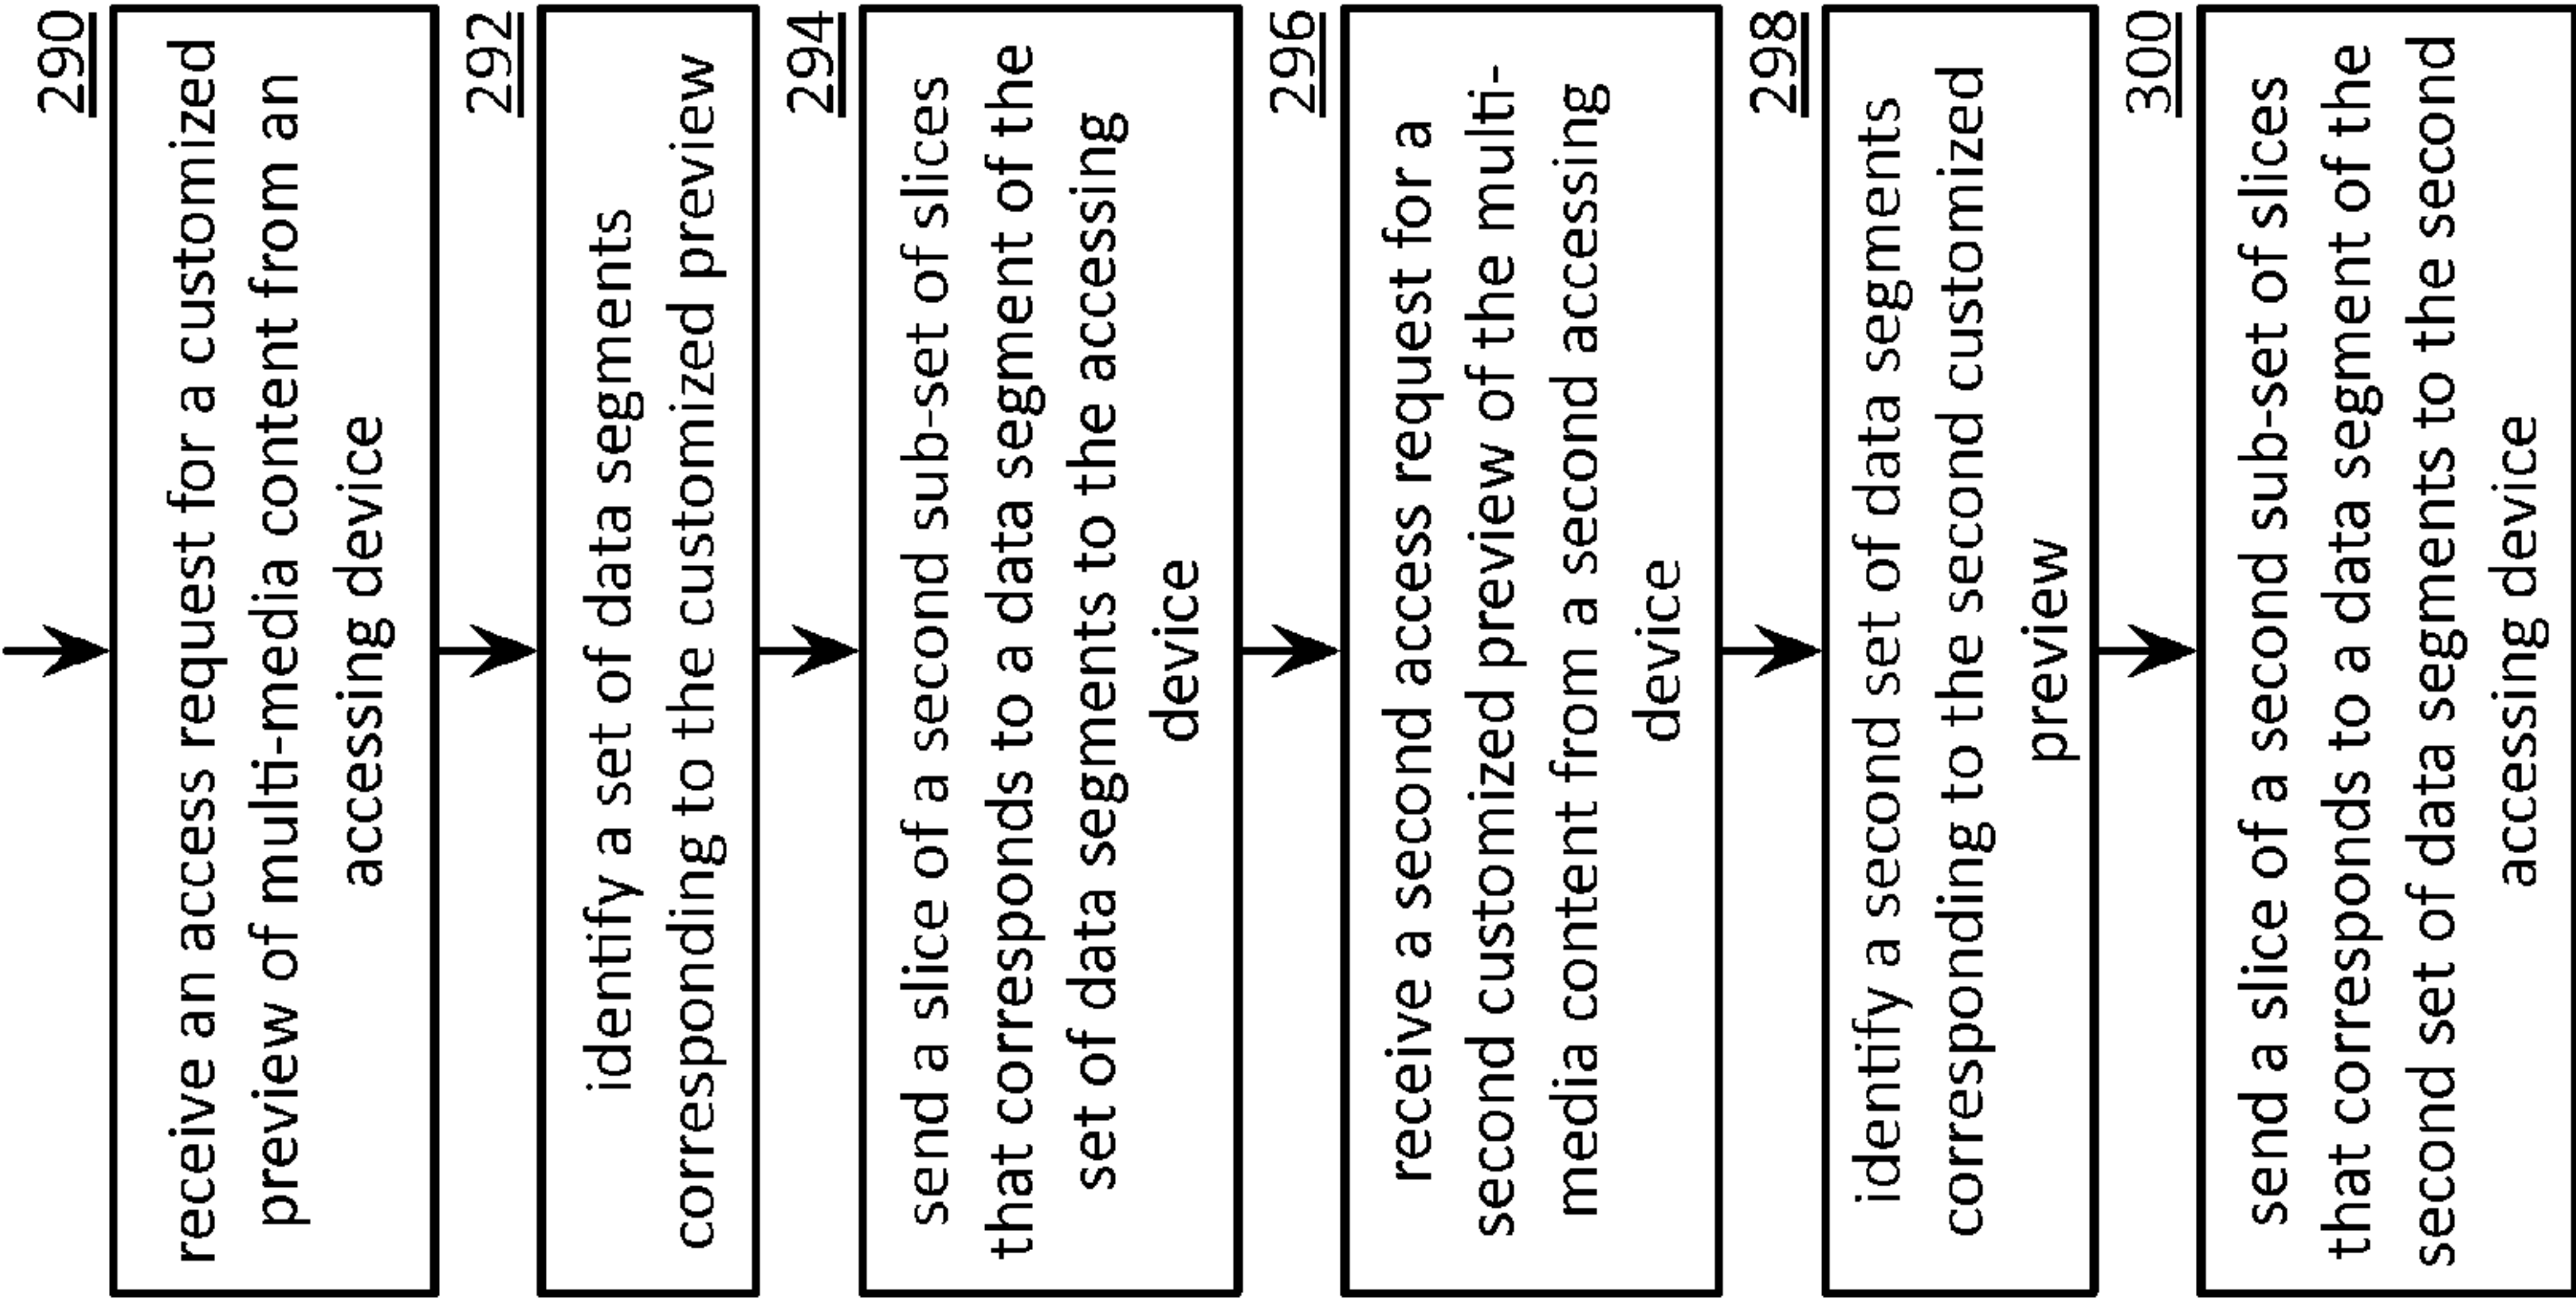 290
receive an access request for a customized
preview of multi-media content from an
accessing device
292
identify a set of data segments
corresponding to the customized preview
294
send a slice of a second sub-set of slices
that corresponds to a data segment of the
set of data segments to the accessing
device
296
receive a second access request for a
second customized preview of the multi-
media content from a second accessing
device
298
identify a second set of data segments
corresponding to the second customized
preview
300
send a slice of a second sub-set of slices
that corresponds to a data segment of the
second set of data segments to the second
accessing device